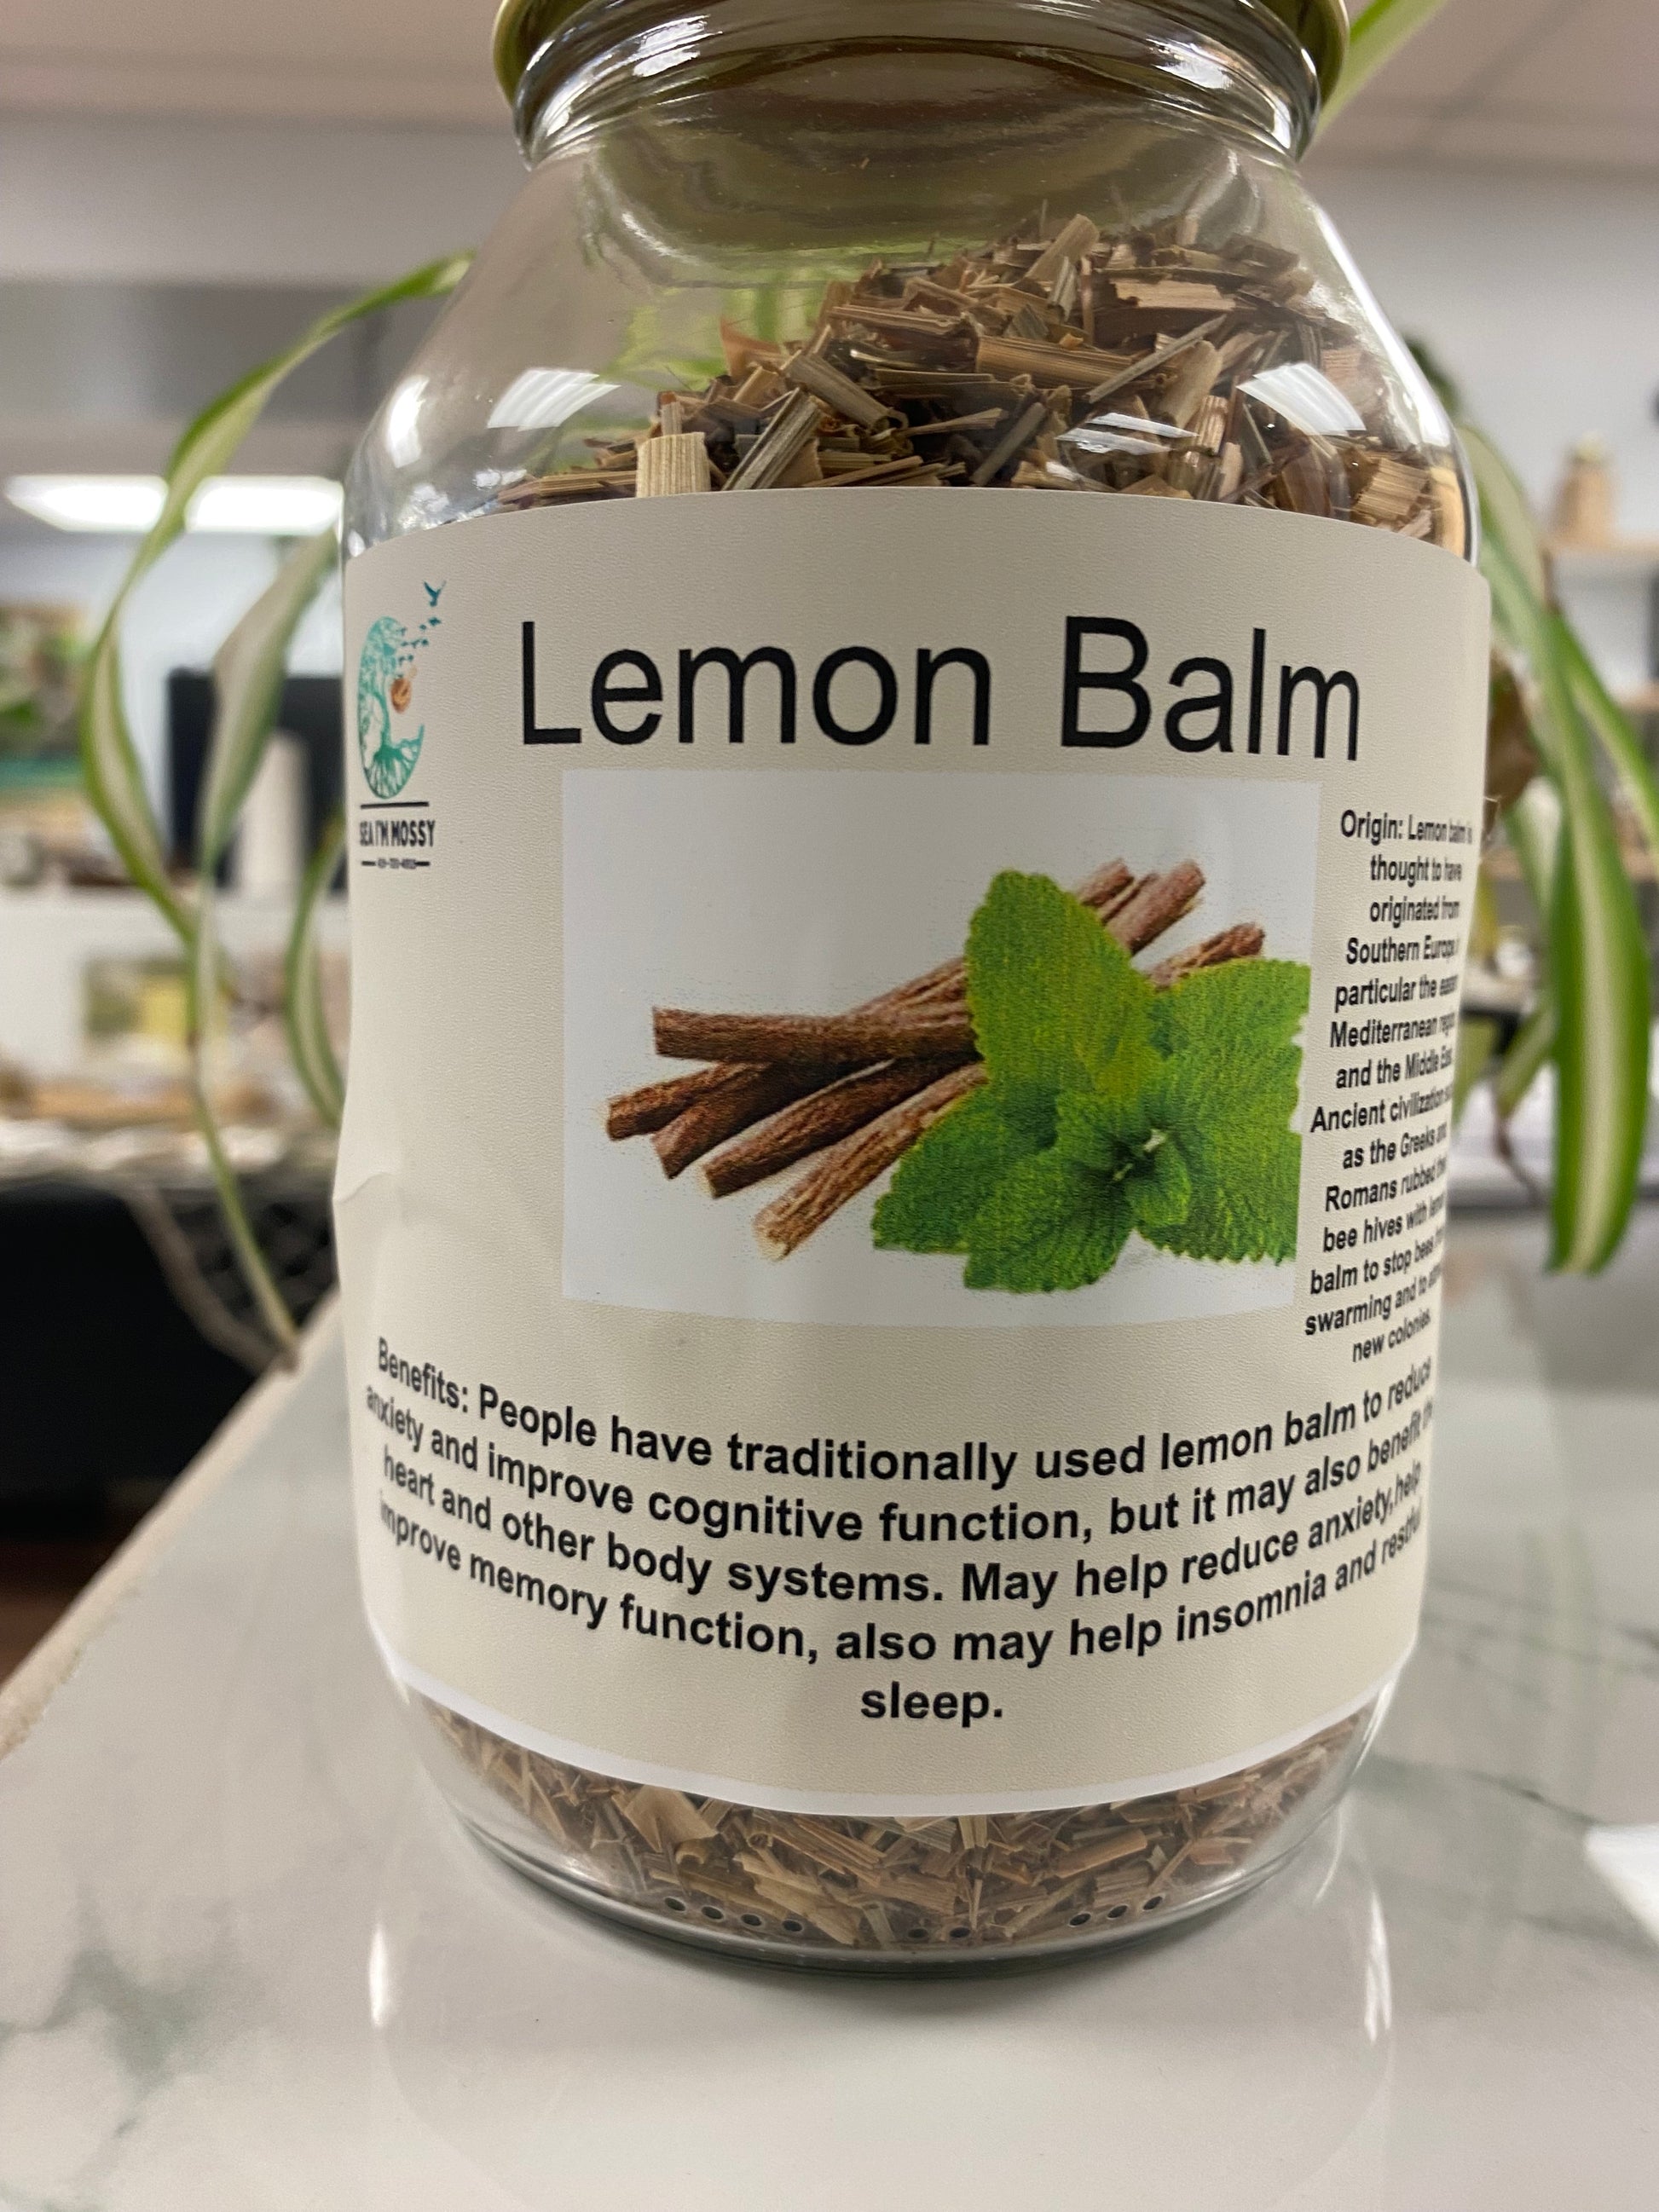 Lemon Balm
SEA I'M MOSSY
Origin: Lemon balm
thought to have
originated from
Southern Europe
particular the
Mediterranean
and the Middle
Ancient civilization
as the Greeks
Romans rubbed
bee hives with
balm to stop bees
swarming and to
new colonies.
Benefits: People have traditionally used lemon balm to reduce
anxiety and improve cognitive function, but it may also benefit
heart and other body systems. May help reduce anxiety,help
improve memory function, also may help insomnia and restful
sleep.